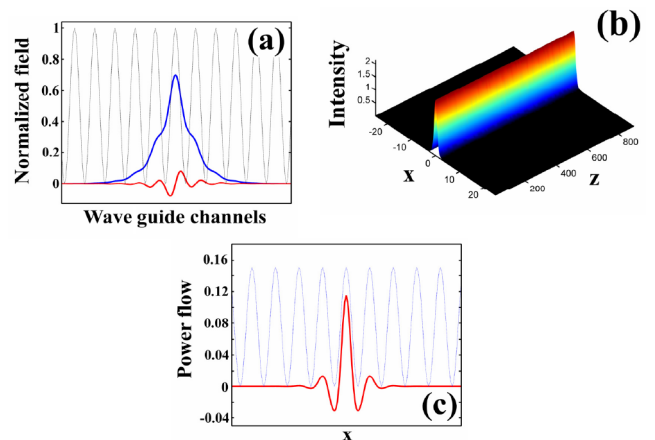 (a)
Normalized field
1
0.8
0.6
0.4
0.2
0
Wave guide channels
(b)
Intensity
2
1.5
1
0.5
-20
-10
0
10
20
x
200
400
600
800
z
(c)
Power flow
0.16
0.12
0.08
0.04
0
-0.04
x